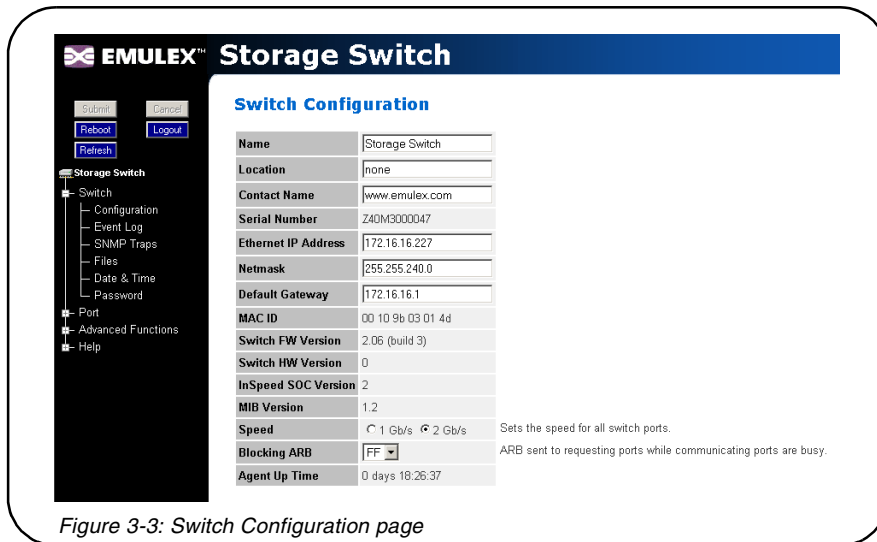 EMULEX™ Storage Switch
Submit Cancel
Reboot Logout
Refresh
Storage Switch
Switch
Configuration
Event Log
SNMP Traps
Files
Date & Time
Password
Port
Advanced Functions
Help
Switch Configuration
Name Storage Switch
Location none
Contact Name www.emulex.com
Serial Number Z40M3000047
Ethernet IP Address 172.16.16.227
Netmask 255.255.240.0
Default Gateway 172.16.16.1
MAC ID 00 10 9b 03 01 4d
Switch FW Version 2.06 (build 3)
Switch HW Version 0
InSpeed SOC Version 2
MIB Version 1.2
Speed 1 Gb/s 2 Gb/s Sets the speed for all switch ports.
Blocking ARB FF ARB sent to requesting ports while communicating ports are busy.
Agent Up Time 0 days 18:26:37
Figure 3-3: Switch Configuration page